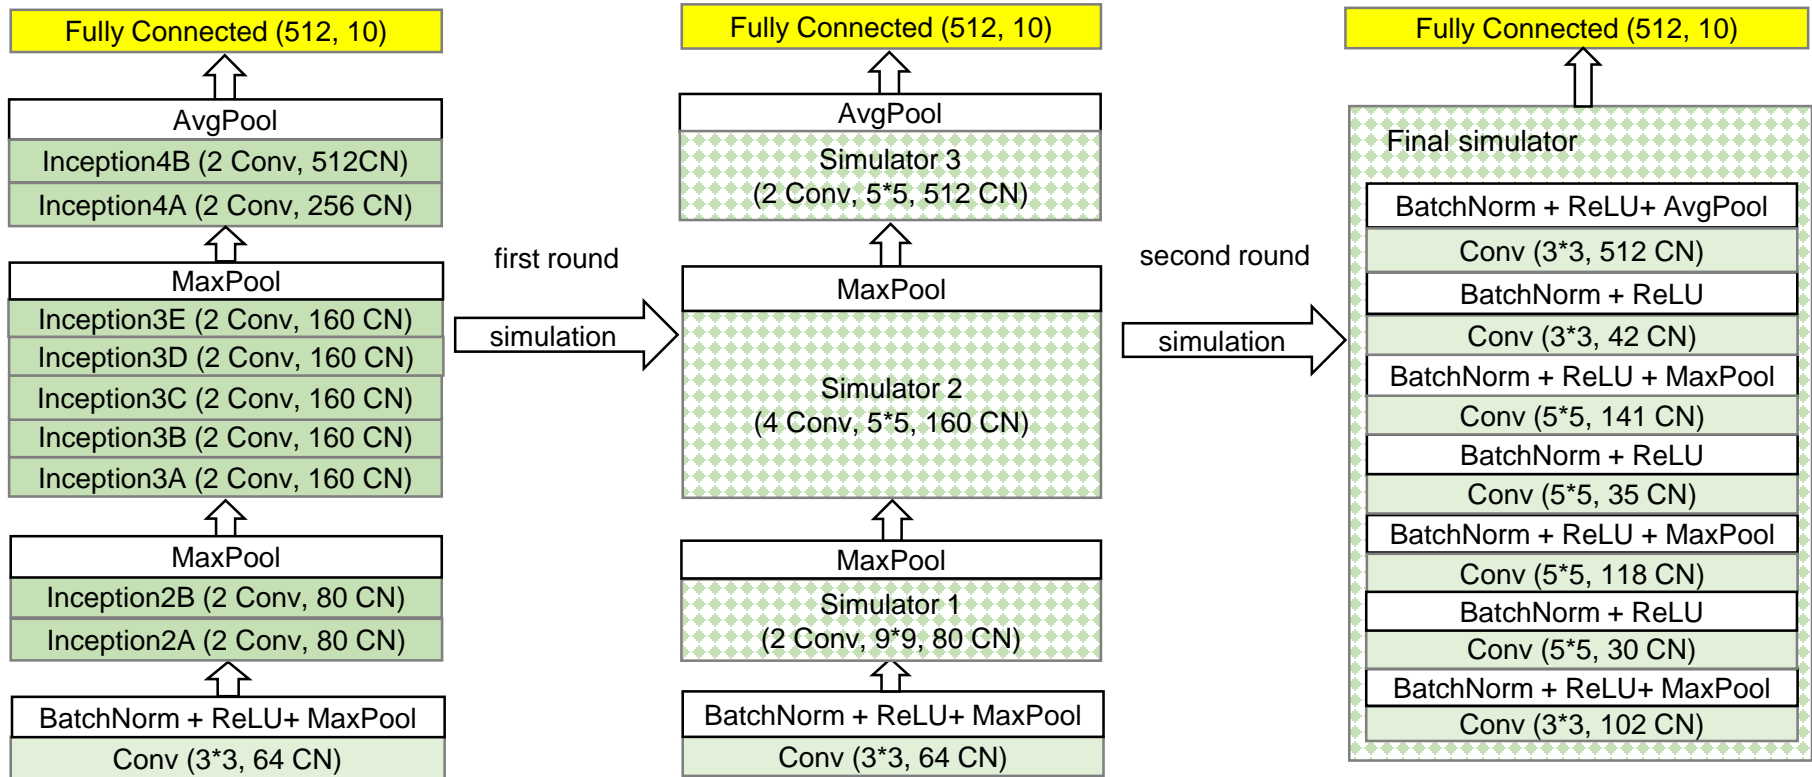 Fully Connected (512, 10)
AvgPool
Inception4B (2 Conv, 512CN)
Inception4A (2 Conv, 256 CN)
MaxPool
Inception3E (2 Conv, 160 CN)
Inception3D (2 Conv, 160 CN)
Inception3C (2 Conv, 160 CN)
Inception3B (2 Conv, 160 CN)
Inception3A (2 Conv, 160 CN)
MaxPool
Inception2B (2 Conv, 80 CN)
Inception2A (2 Conv, 80 CN)
BatchNorm + ReLU+ MaxPool
Conv (3*3, 64 CN)
first round
simulation
Fully Connected (512, 10)
AvgPool
Simulator 3
(2 Conv, 5*5, 512 CN)
MaxPool
Simulator 2
(4 Conv, 5*5, 160 CN)
MaxPool
Simulator 1
(2 Conv, 9*9, 80 CN)
BatchNorm + ReLU+ MaxPool
Conv (3*3, 64 CN)
second round
simulation
Fully Connected (512, 10)
Final simulator
BatchNorm + ReLU+ AvgPool
Conv (3*3, 512 CN)
BatchNorm + ReLU
Conv (3*3, 42 CN)
BatchNorm + ReLU + MaxPool
Conv (5*5, 141 CN)
BatchNorm + ReLU
Conv (5*5, 35 CN)
BatchNorm + ReLU + MaxPool
Conv (5*5, 118 CN)
BatchNorm + ReLU
Conv (5*5, 30 CN)
BatchNorm + ReLU+ MaxPool
Conv (3*3, 102 CN)